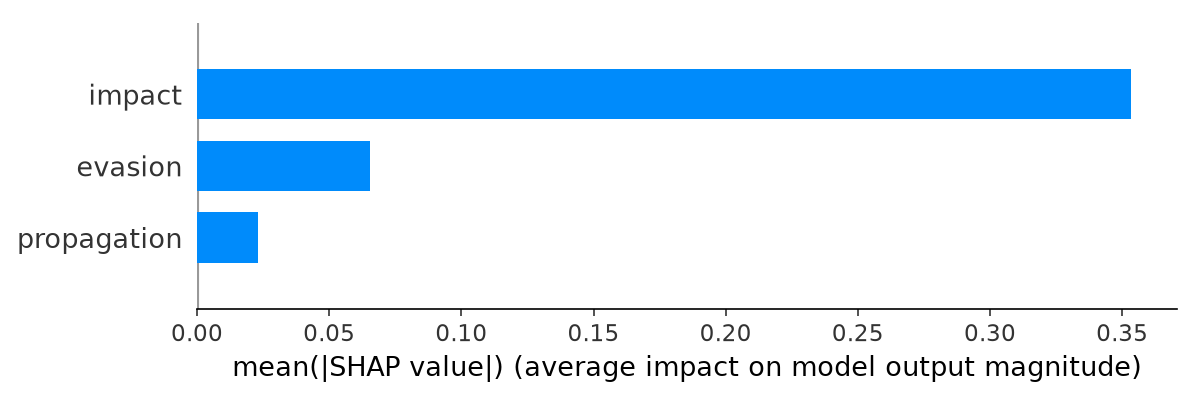 impact
evasion
propagation
0.00 0.05 0.10 0.15 0.20 0.25 0.30 0.35
mean(|SHAP value|) (average impact on model output magnitude)